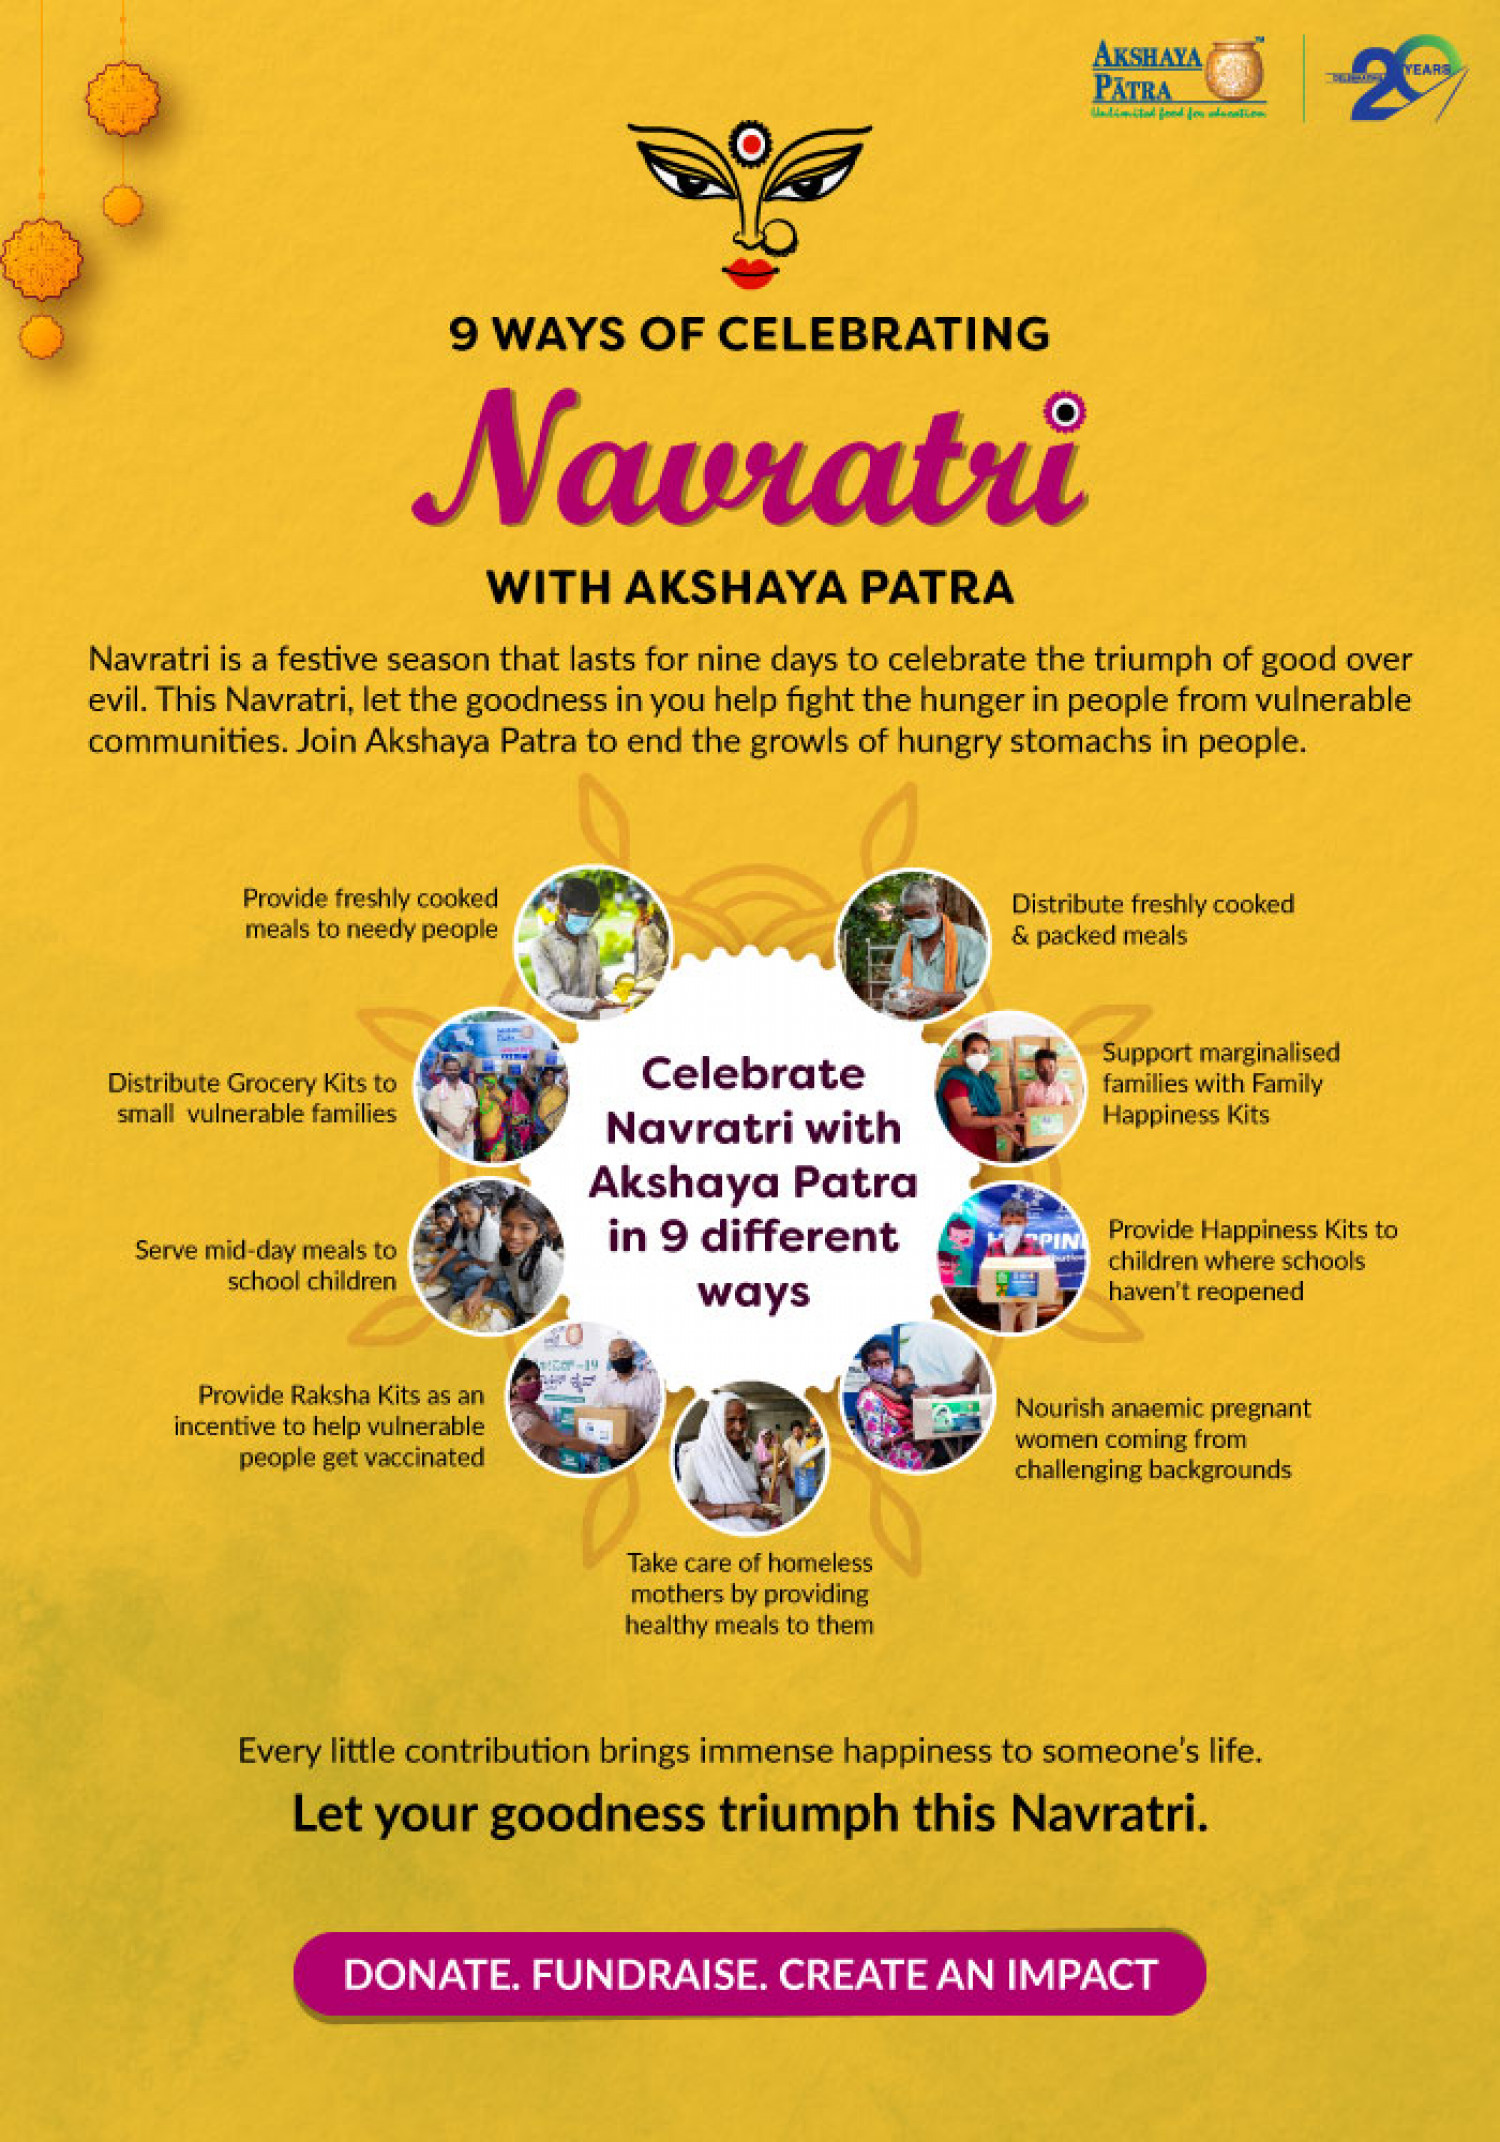 AKSHAYA
PĀTRA
TM
Unlimited food for education
CELEBRATING
20 YEARS
9 WAYS OF CELEBRATING
Navratri
WITH AKSHAYA PATRA
Navratri is a festive season that lasts for nine days to celebrate the triumph of good over
evil. This Navratri, let the goodness in you help fight the hunger in people from vulnerable
communities. Join Akshaya Patra to end the growls of hungry stomachs in people.
Provide freshly cooked
meals to needy people
Distribute freshly cooked
& packed meals
Distribute Grocery Kits to
small vulnerable families
Support marginalised
families with Family
Happiness Kits
Celebrate
Navratri with
Akshaya Patra
in 9 different
ways
Serve mid-day meals to
school children
Provide Happiness Kits to
children where schools
haven't reopened
Provide Raksha Kits as an
incentive to help vulnerable
people get vaccinated
Nourish anaemic pregnant
women coming from
challenging backgrounds
Take care of homeless
mothers by providing
healthy meals to them
Every little contribution brings immense happiness to someone's life.
Let your goodness triumph this Navratri.
DONATE. FUNDRAISE. CREATE AN IMPACT